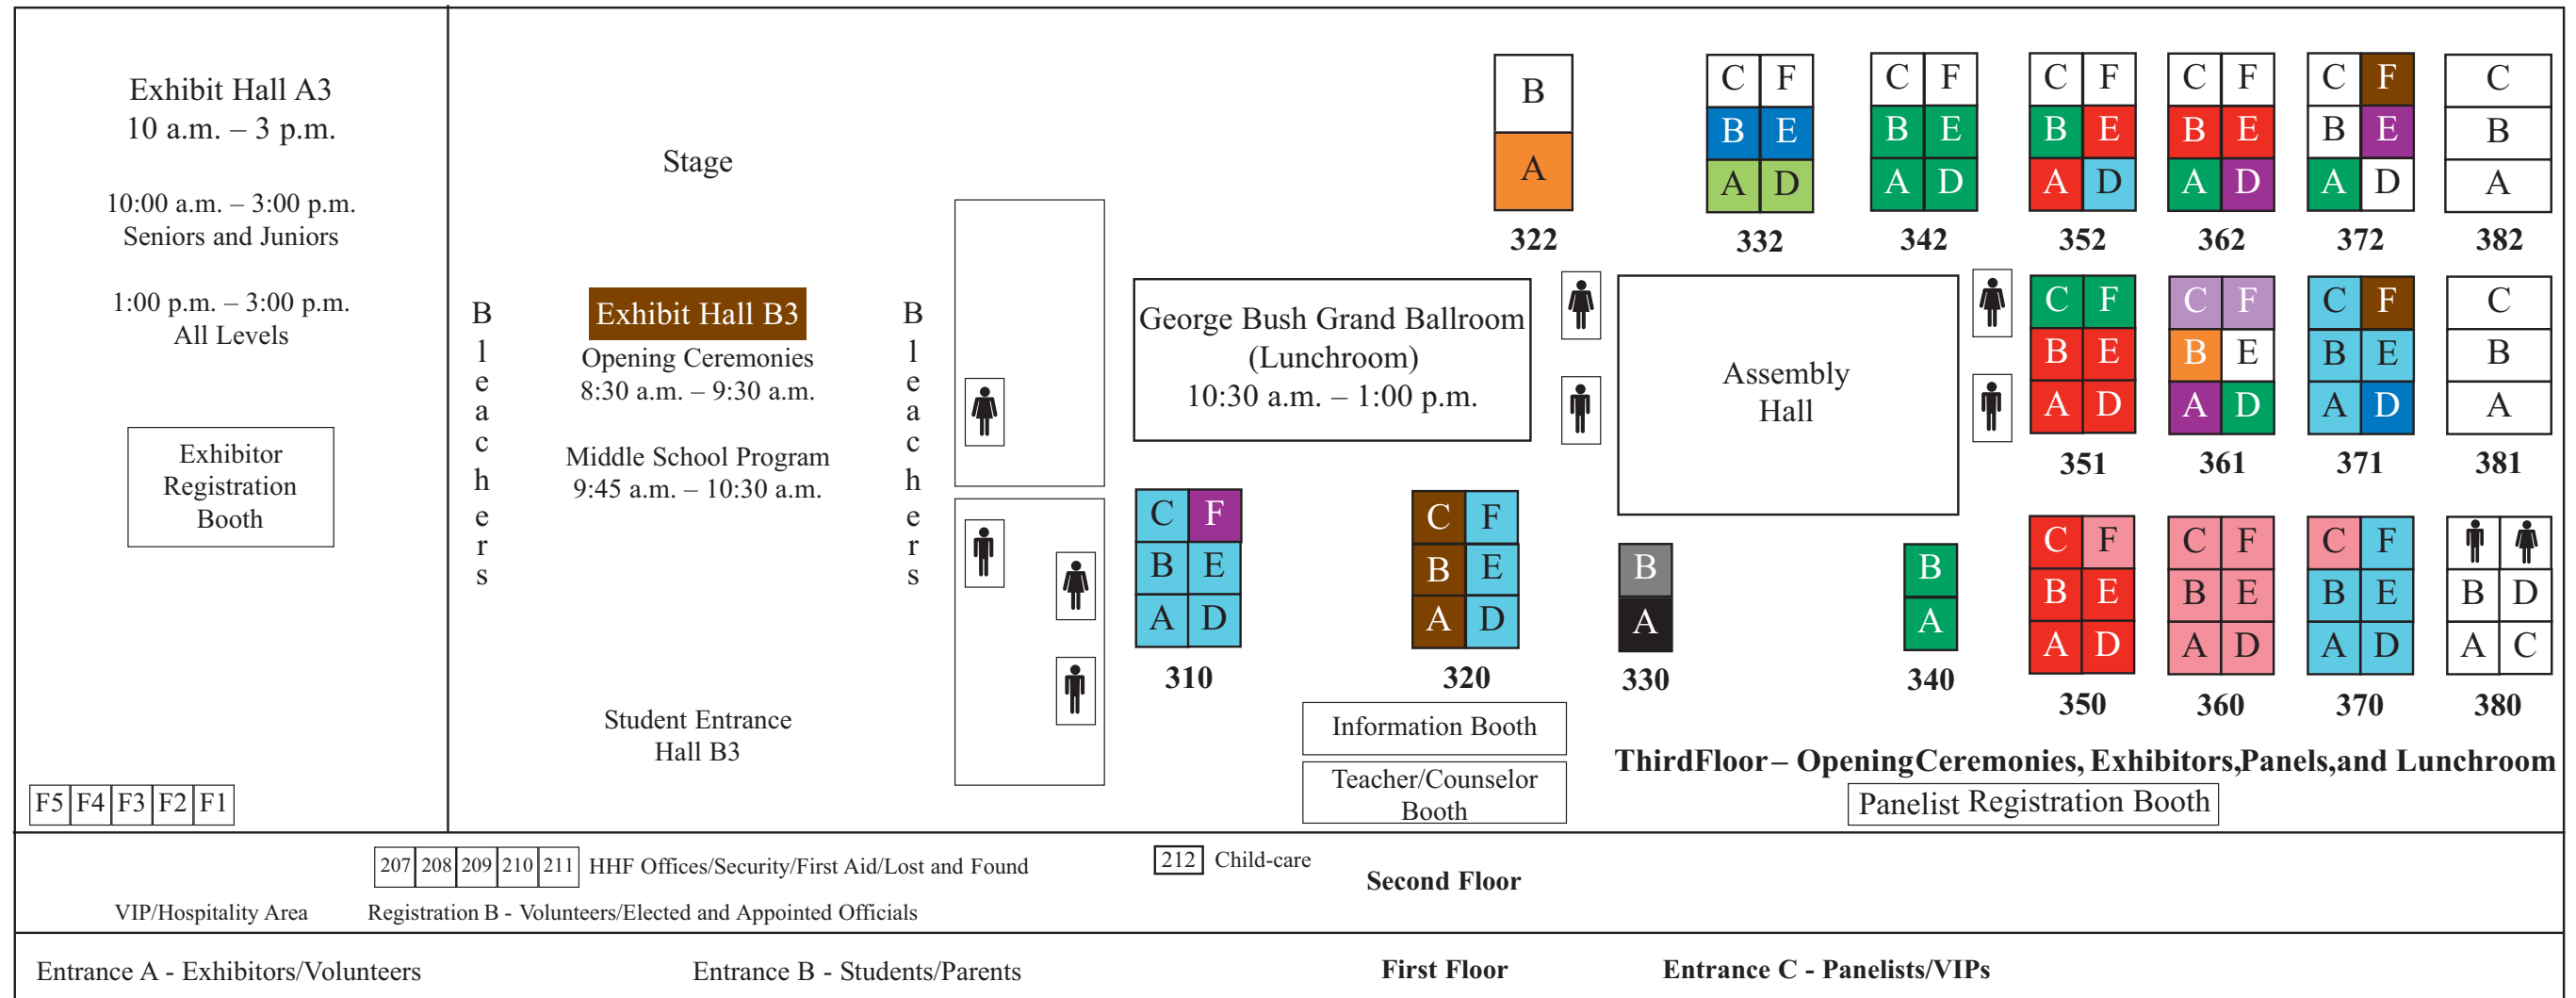 Exhibit Hall A3
10 a.m. – 3 p.m.
10:00 a.m. – 3:00 p.m.
Seniors and Juniors
1:00 p.m. – 3:00 p.m.
All Levels
Exhibitor
Registration
Booth
F5 F4 F3 F2 F1
Stage
Bleachers
Exhibit Hall B3
Opening Ceremonies
8:30 a.m. – 9:30 a.m.
Middle School Program
9:45 a.m. – 10:30 a.m.
Bleachers
Student Entrance
Hall B3
George Bush Grand Ballroom
(Lunchroom)
10:30 a.m. – 1:00 p.m.
Assembly
Hall
B
A
322
C F
B E
A D
332
C F
B E
A D
342
C F
B E
A D
352
C F
B E
A D
362
C F
B E
A D
372
C
B
A
382
C F
B E
A D
351
C F
B E
A D
361
C F
B E
A D
371
C
B
A
381
C F
B E
A D
310
C F
B E
A D
320
B
A
330
B
A
340
C F
B E
A D
350
C F
B E
A D
360
C F
B E
A D
370
B D
A C
380
Information Booth
Teacher/Counselor
Booth
Third Floor – Opening Ceremonies, Exhibitors, Panels, and Lunchroom
Panelist Registration Booth
207 208 209 210 211 HHF Offices/Security/First Aid/Lost and Found
212 Child-care
Second Floor
VIP/Hospitality Area
Registration B - Volunteers/Elected and Appointed Officials
Entrance A - Exhibitors/Volunteers
Entrance B - Students/Parents
First Floor
Entrance C - Panelists/VIPs